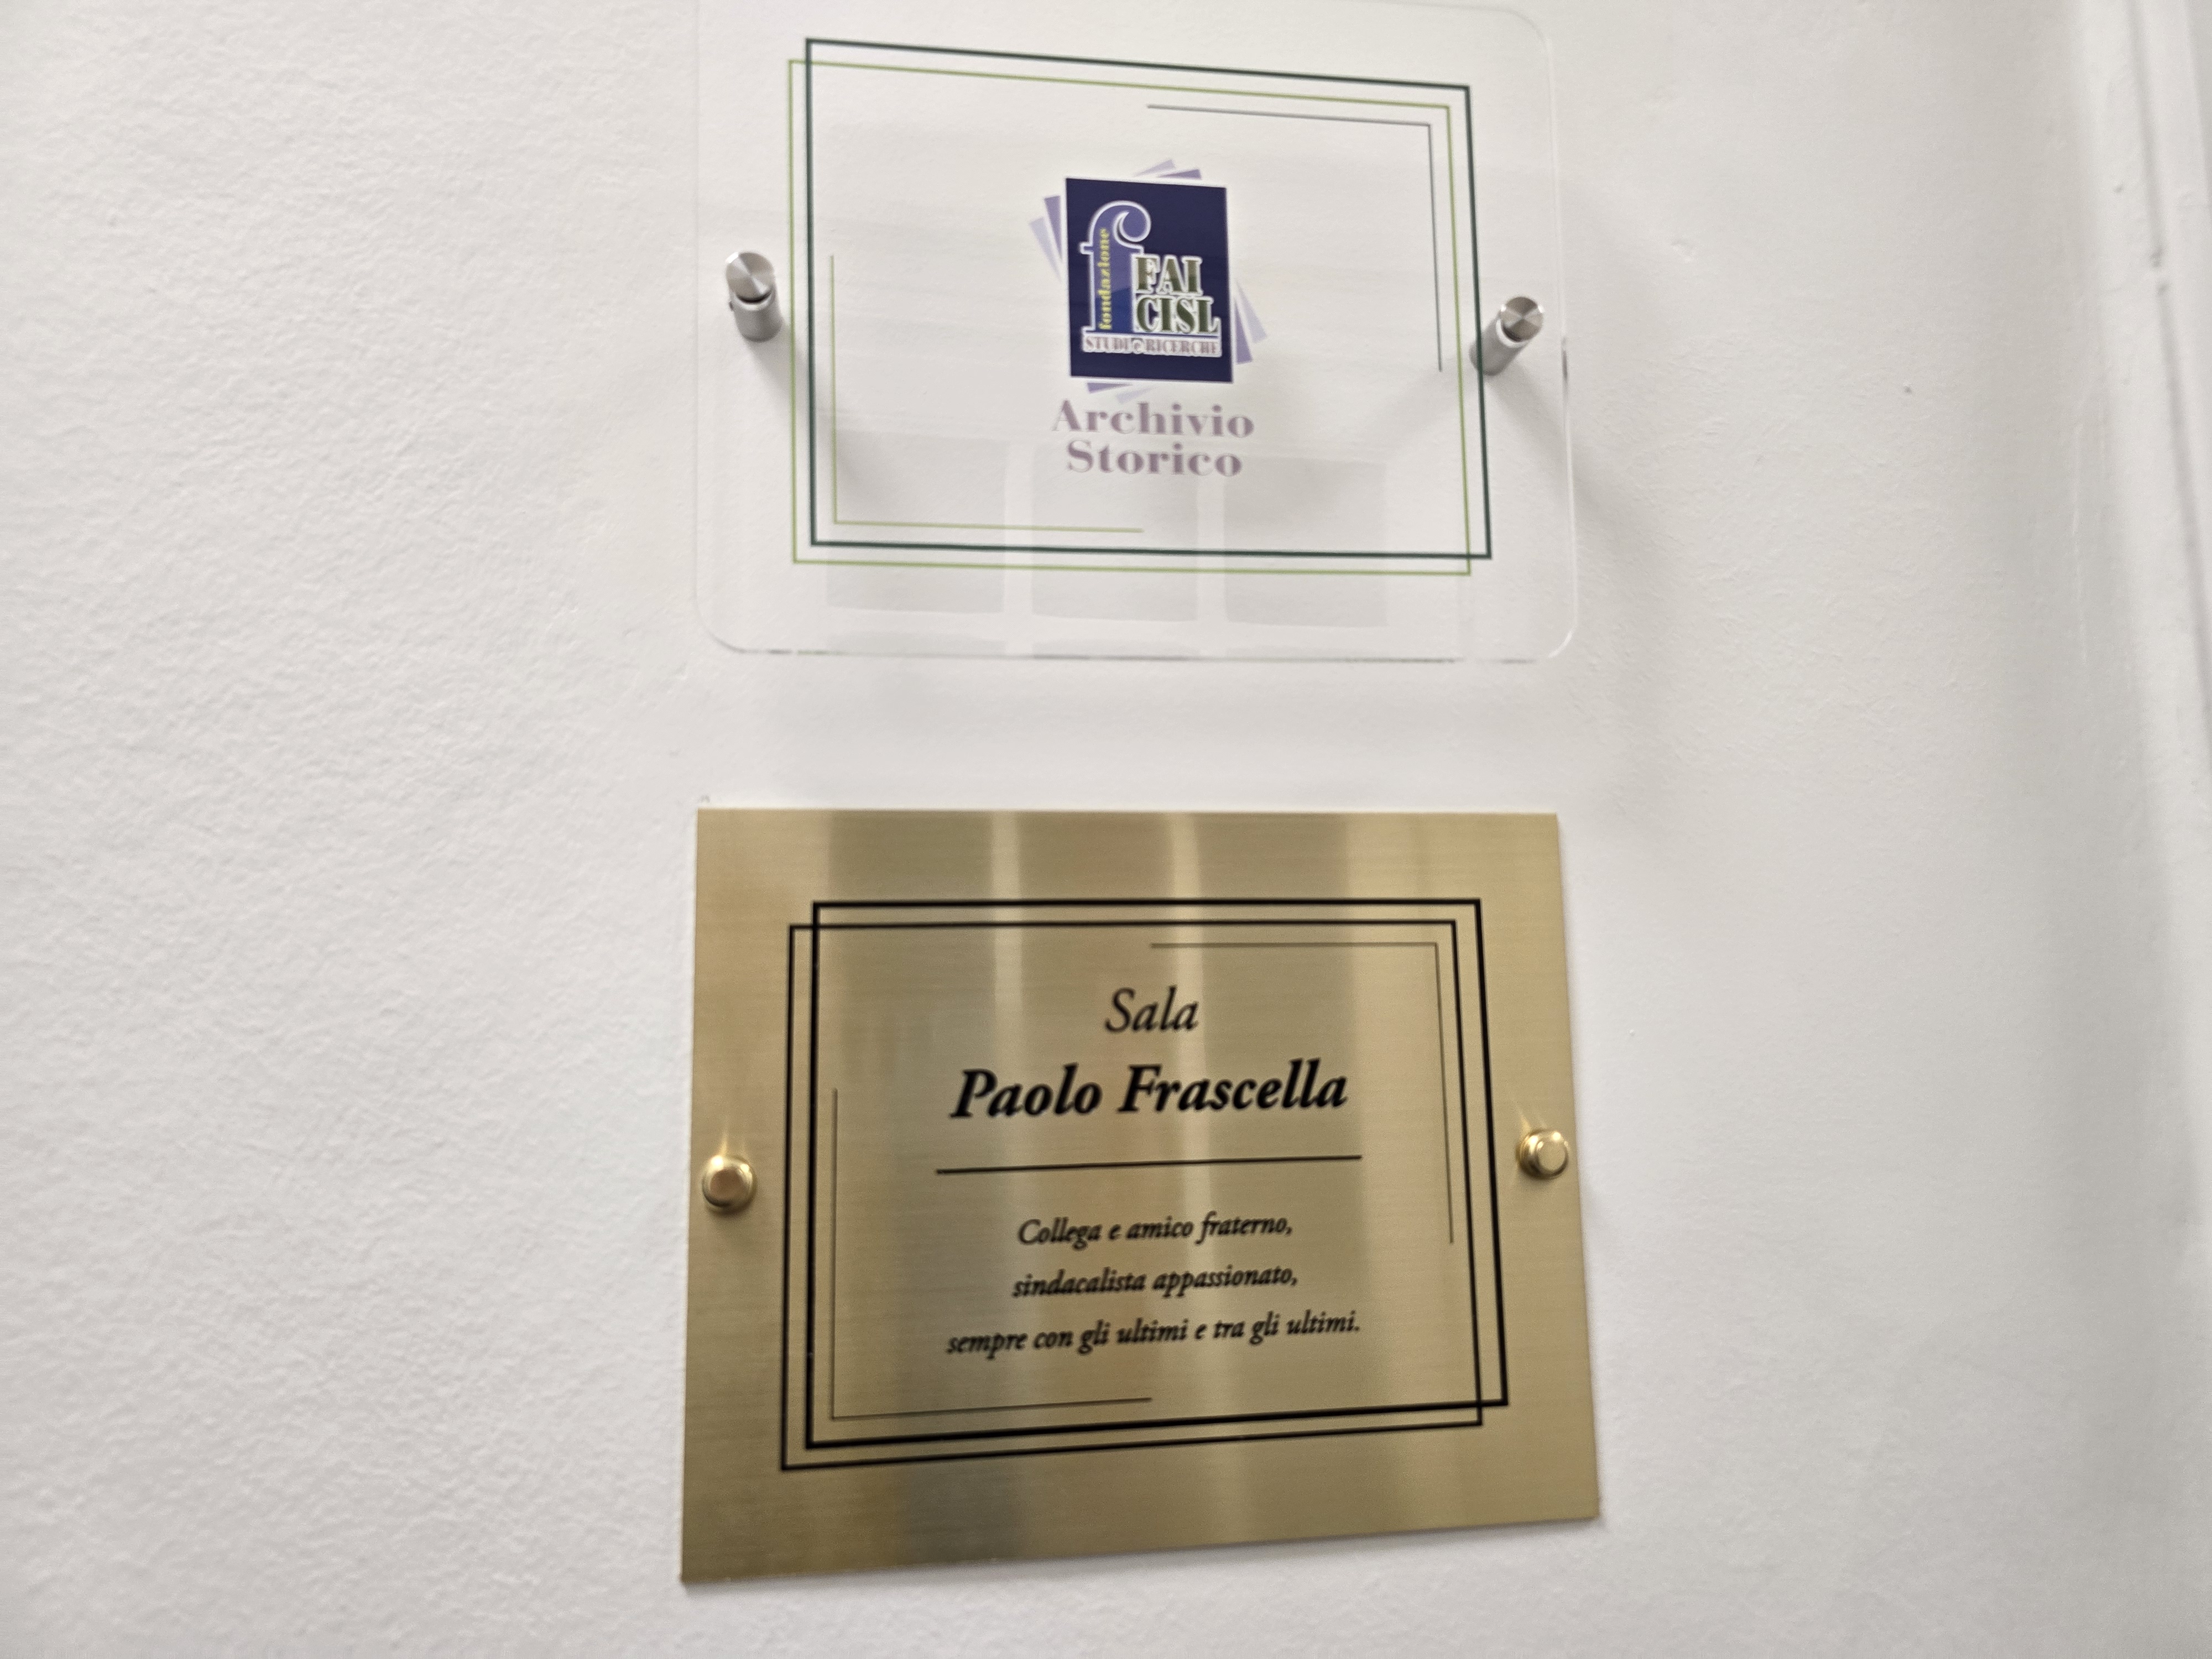 fondazione
FAI
CISL
STUDI e RICERCHE
Archivio
Storico
Sala
Paolo Frascella
Collega e amico fraterno,
sindacalista appassionato,
sempre con gli ultimi e tra gli ultimi.